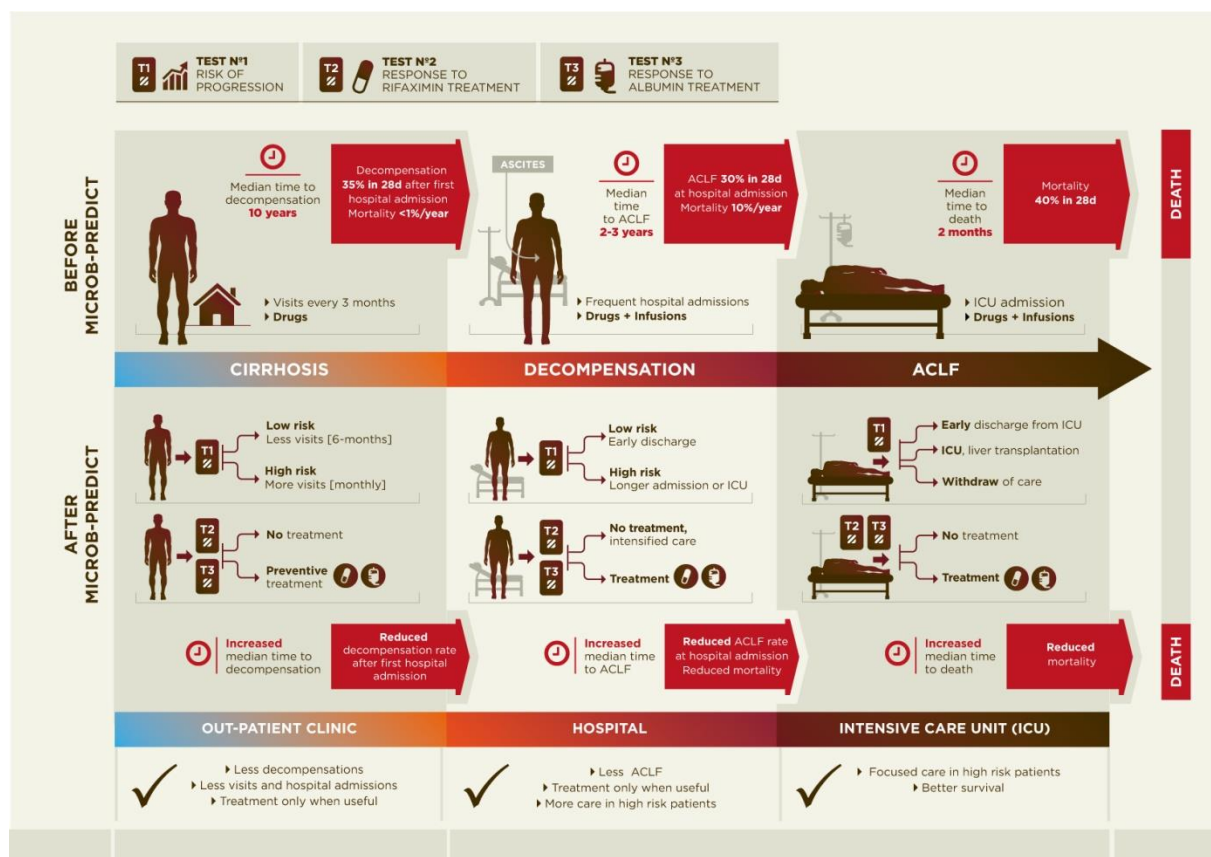 T1
TEST Nº1
RISK OF
PROGRESSION
T2
TEST Nº2
RESPONSE TO
RIFAXIMIN TREATMENT
T3
TEST Nº3
RESPONSE TO
ALBUMIN TREATMENT
BEFORE
MICROB-PREDICT
Median time to
decompensation
10 years
Decompensation
35% in 28d after first
hospital admission
Mortality <1%/year
Visits every 3 months
Drugs
ASCITES
Median
time
to ACLF
2-3 years
ACLF 30% in 28d
at hospital admission
Mortality 10%/year
Frequent hospital admissions
Drugs + Infusions
Median
time to
death
2 months
Mortality
40% in 28d
ICU admission
Drugs + Infusions
DEATH
CIRRHOSIS
DECOMPENSATION
ACLF
AFTER
MICROB-PREDICT
T1
Low risk
Less visits [6-months]
High risk
More visits [monthly]
T1
Low risk
Early discharge
High risk
Longer admission or ICU
T1
Early discharge from ICU
ICU, liver transplantation
Withdraw of care
T2
T3
No treatment
Preventive
treatment
T2
T3
No treatment,
intensified care
Treatment
T2 T3
No treatment
Treatment
Increased
median time to
decompensation
Reduced
decompensation rate
after first hospital
admission
Increased
median time
to ACLF
Reduced ACLF rate
at hospital admission
Reduced mortality
Increased
median time
to death
Reduced
mortality
DEATH
OUT-PATIENT CLINIC
HOSPITAL
INTENSIVE CARE UNIT (ICU)
Less decompensations
Less visits and hospital admissions
Treatment only when useful
Less ACLF
Treatment only when useful
More care in high risk patients
Focused care in high risk patients
Better survival